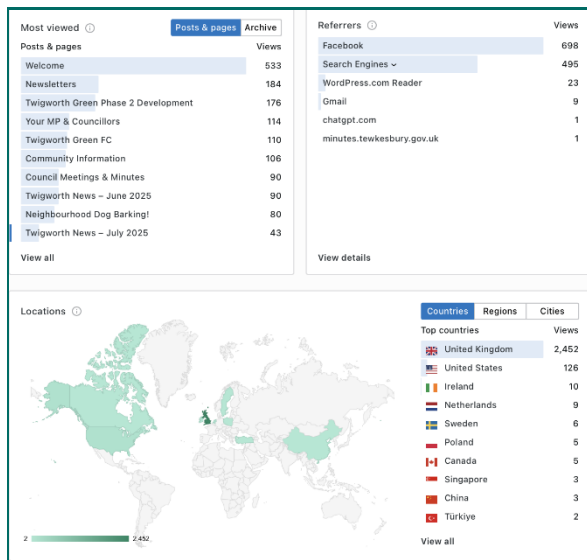 Most viewed
Posts & pages Archive
Posts & pages Views
Welcome 533
Newsletters 184
Twigworth Green Phase 2 Development 176
Your MP & Councillors 114
Twigworth Green FC 110
Community Information 106
Council Meetings & Minutes 90
Twigworth News – June 2025 90
Neighbourhood Dog Barking! 80
Twigworth News – July 2025 43
View all
Referrers Views
Facebook 698
Search Engines 495
WordPress.com Reader 23
Gmail 9
chatgpt.com 1
minutes.tewkesbury.gov.uk 1
View details
Locations
2 2,452
Countries Regions Cities
Top countries Views
United Kingdom 2,452
United States 126
Ireland 10
Netherlands 9
Sweden 6
Poland 5
Canada 5
Singapore 3
China 3
Türkiye 2
View all